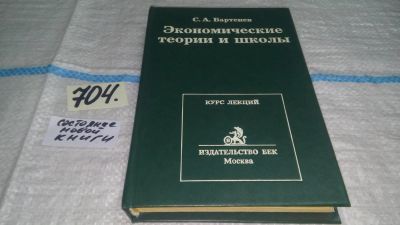 С. А. Бартенев
Экономические
теории и школы
КУРС ЛЕКЦИЙ
ИЗДАТЕЛЬСТВО БЕК
Москва
704.
состояние
новой
книги